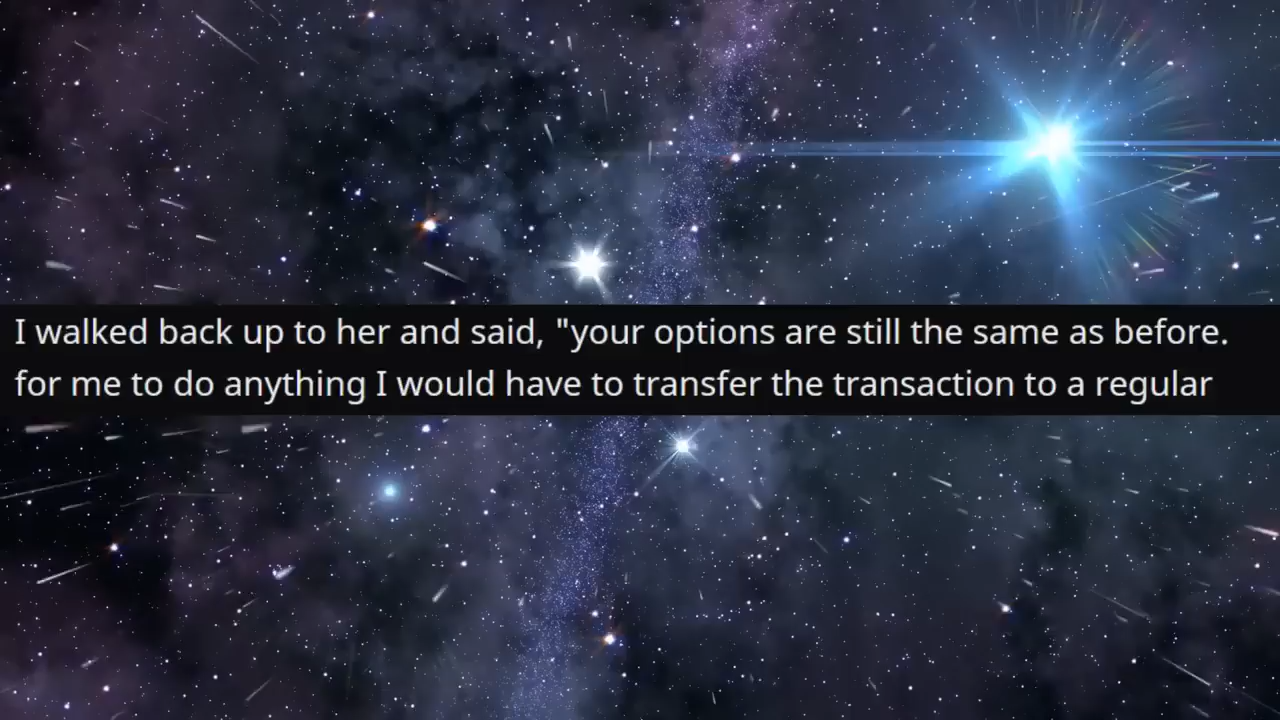 I walked back up to her and said, "your options are still the same as before.
for me to do anything I would have to transfer the transaction to a regular